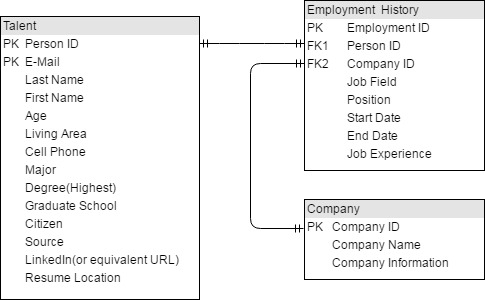 Talent
PK Person ID
PK E-Mail
Last Name
First Name
Age
Living Area
Cell Phone
Major
Degree(Highest)
Graduate School
Citizen
Source
LinkedIn(or equivalent URL)
Resume Location
Employment History
PK Employment ID
FK1 Person ID
FK2 Company ID
Job Field
Position
Start Date
End Date
Job Experience
Company
PK Company ID
Company Name
Company Information